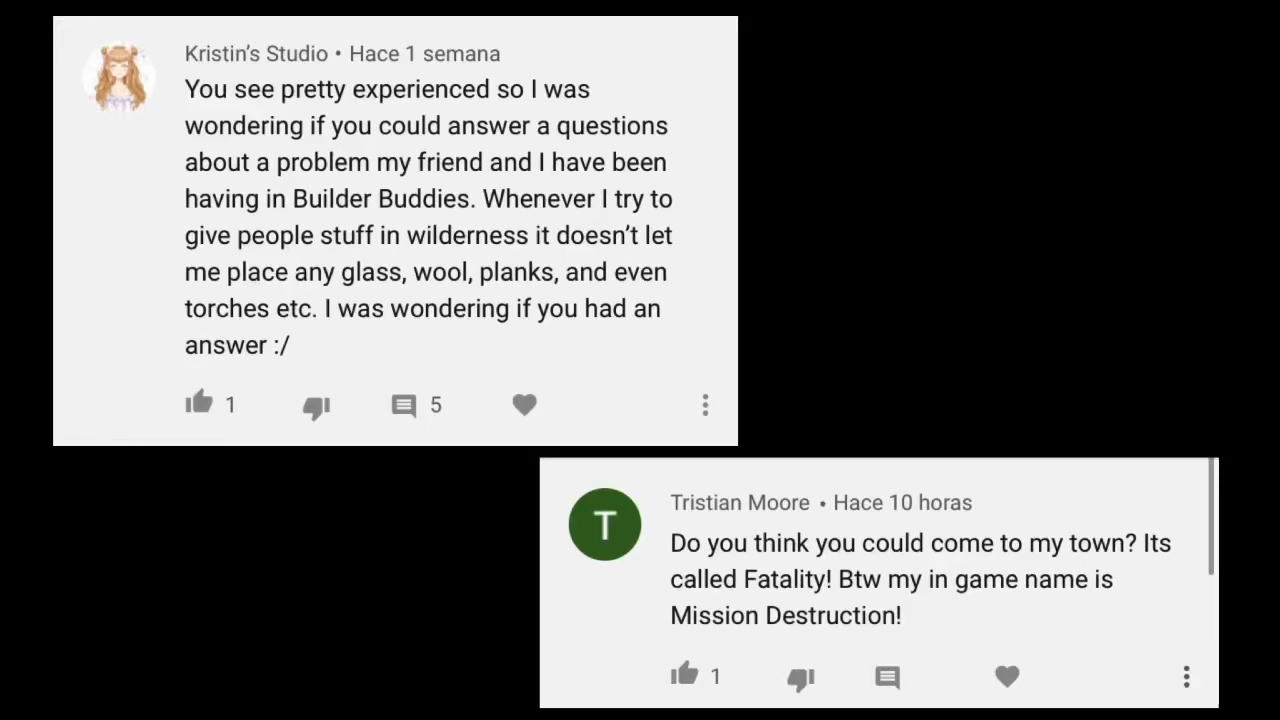 Kristin's Studio • Hace 1 semana
You see pretty experienced so I was
wondering if you could answer a questions
about a problem my friend and I have been
having in Builder Buddies. Whenever I try to
give people stuff in wilderness it doesn't let
me place any glass, wool, planks, and even
torches etc. I was wondering if you had an
answer :/
1 5
T
Tristian Moore • Hace 10 horas
Do you think you could come to my town? Its
called Fatality! Btw my in game name is
Mission Destruction!
1